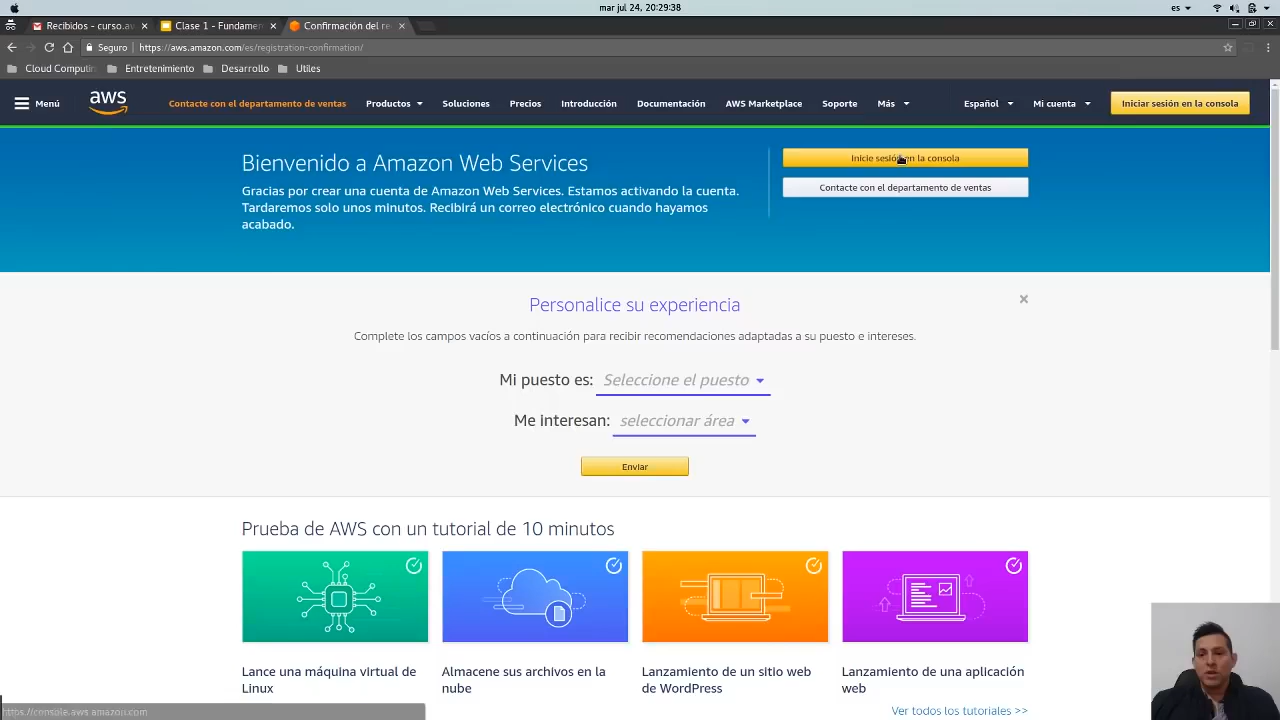 mar jul 24, 20:29:38
es
Recibidos - curso.aw
Clase 1 - Fundamen
Confirmación del re
Seguro
https://aws.amazon.com/es/registration-confirmation/
Cloud Computin
Entretenimiento
Desarrollo
Utiles
Menú
aws
Contacte con el departamento de ventas
Productos
Soluciones
Precios
Introducción
Documentación
AWS Marketplace
Soporte
Más
Español
Mi cuenta
Iniciar sesión en la consola
Bienvenido a Amazon Web Services
Gracias por crear una cuenta de Amazon Web Services. Estamos activando la cuenta.
Tardaremos solo unos minutos. Recibirá un correo electrónico cuando hayamos
acabado.
Inicie sesión en la consola
Contacte con el departamento de ventas
Personalice su experiencia
Complete los campos vacíos a continuación para recibir recomendaciones adaptadas a su puesto e intereses.
Mi puesto es: Seleccione el puesto
Me interesan: seleccionar área
Enviar
Prueba de AWS con un tutorial de 10 minutos
Lance una máquina virtual de
Linux
Almacene sus archivos en la
nube
Lanzamiento de un sitio web
de WordPress
Lanzamiento de una aplicación
web
Ver todos los tutoriales >>
https://console.aws.amazon.com